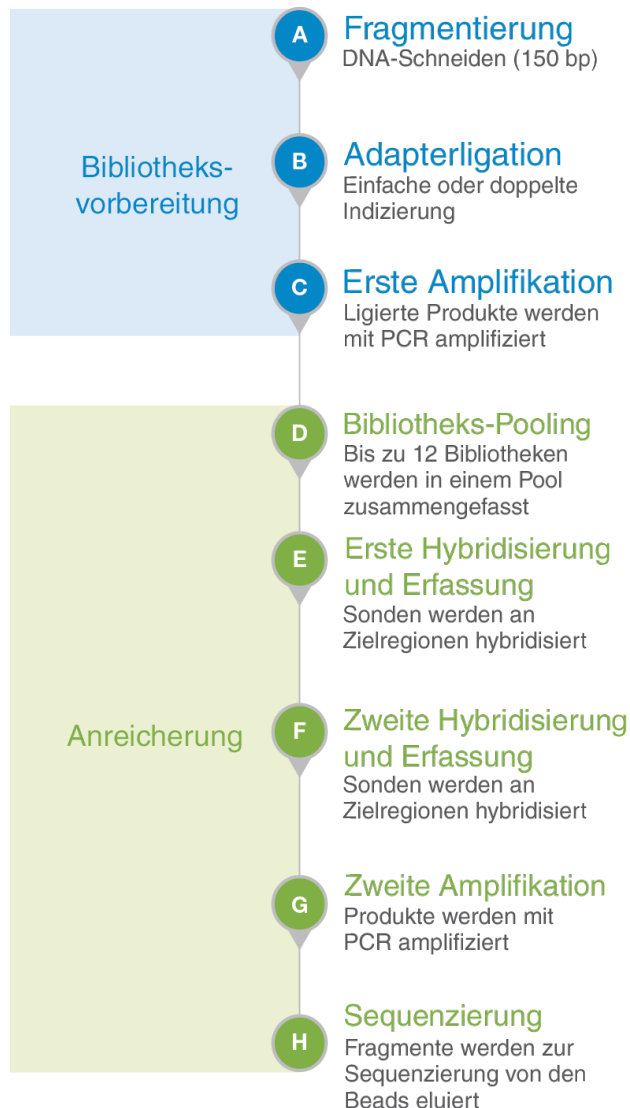 A
Fragmentierung
DNA-Schneiden (150 bp)
Bibliotheks-
vorbereitung
B
Adapterligation
Einfache oder doppelte
Indizierung
C
Erste Amplifikation
Ligierte Produkte werden
mit PCR amplifiziert
D
Bibliotheks-Pooling
Bis zu 12 Bibliotheken
werden in einem Pool
zusammengefasst
E
Erste Hybridisierung
und Erfassung
Sonden werden an
Zielregionen hybridisiert
Anreicherung
F
Zweite Hybridisierung
und Erfassung
Sonden werden an
Zielregionen hybridisiert
G
Zweite Amplifikation
Produkte werden mit
PCR amplifiziert
H
Sequenzierung
Fragmente werden zur
Sequenzierung von den
Beads eluiert